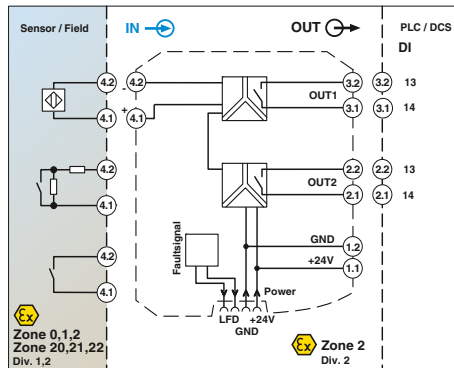 Sensor / Field
IN
OUT
PLC / DCS
DI
4.2
-
4.2
3.2
3.2
13
OUT1
4.1
+
4.1
3.1
3.1
14
4.2
2.2
2.2
13
OUT2
4.1
2.1
2.1
14
Faultsignal
GND
1.2
4.2
+24V
1.1
4.1
Power
LFD
+24V
GND
Ex
Zone 0,1,2
Zone 20,21,22
Div. 1,2
Ex
Zone 2
Div. 2